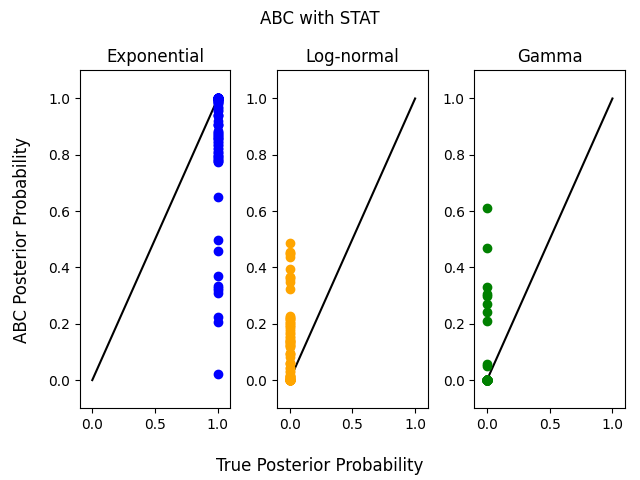 ABC with STAT
Exponential Log-normal Gamma
ABC Posterior Probability
1.0 1.0 1.0
0.8 0.8 0.8
0.6 0.6 0.6
0.4 0.4 0.4
0.2 0.2 0.2
0.0 0.0 0.0
0.0 0.5 1.0 0.0 0.5 1.0 0.0 0.5 1.0
True Posterior Probability